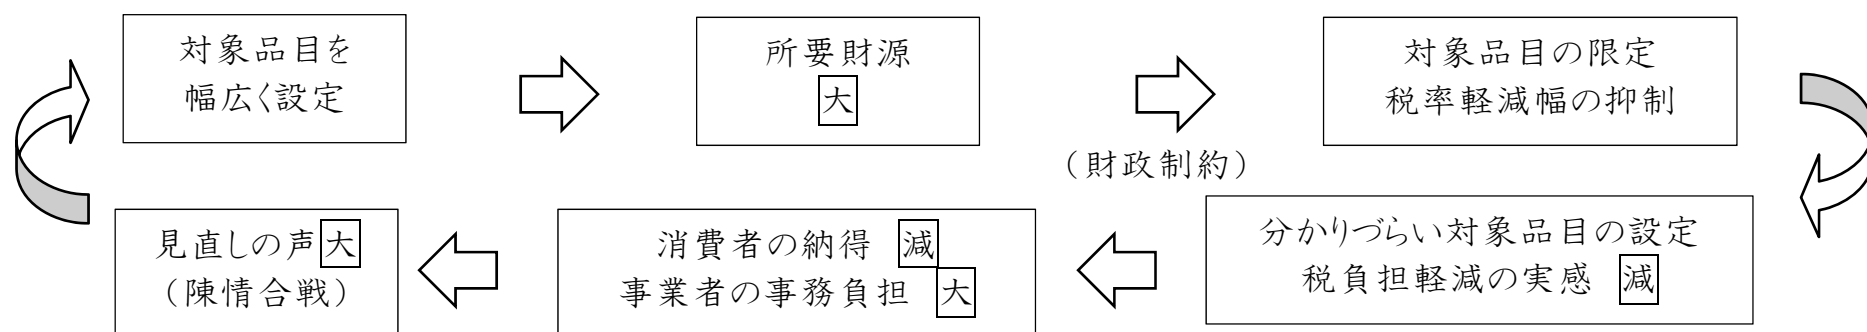 対象品目を
幅広く設定
所要財源
大
対象品目の限定
税率軽減幅の抑制
（財政制約）
分かりづらい対象品目の設定
税負担軽減の実感 減
消費者の納得 減
事業者の事務負担 大
見直しの声大
（陳情合戦）